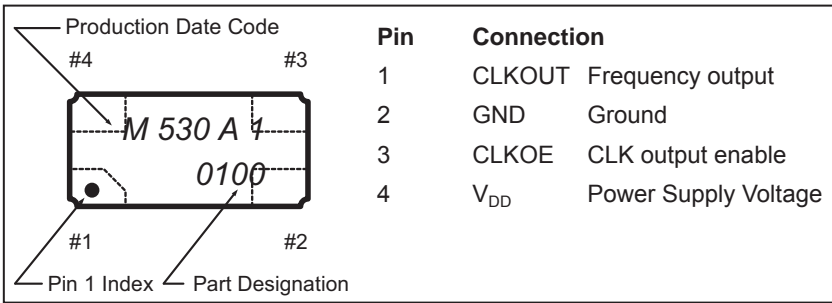 Production Date Code
#4 #3
M 530 A 1
0100
#1 #2
Pin 1 Index Part Designation
Pin Connection
1 CLKOUT Frequency output
2 GND Ground
3 CLKOE CLK output enable
4 VDD Power Supply Voltage